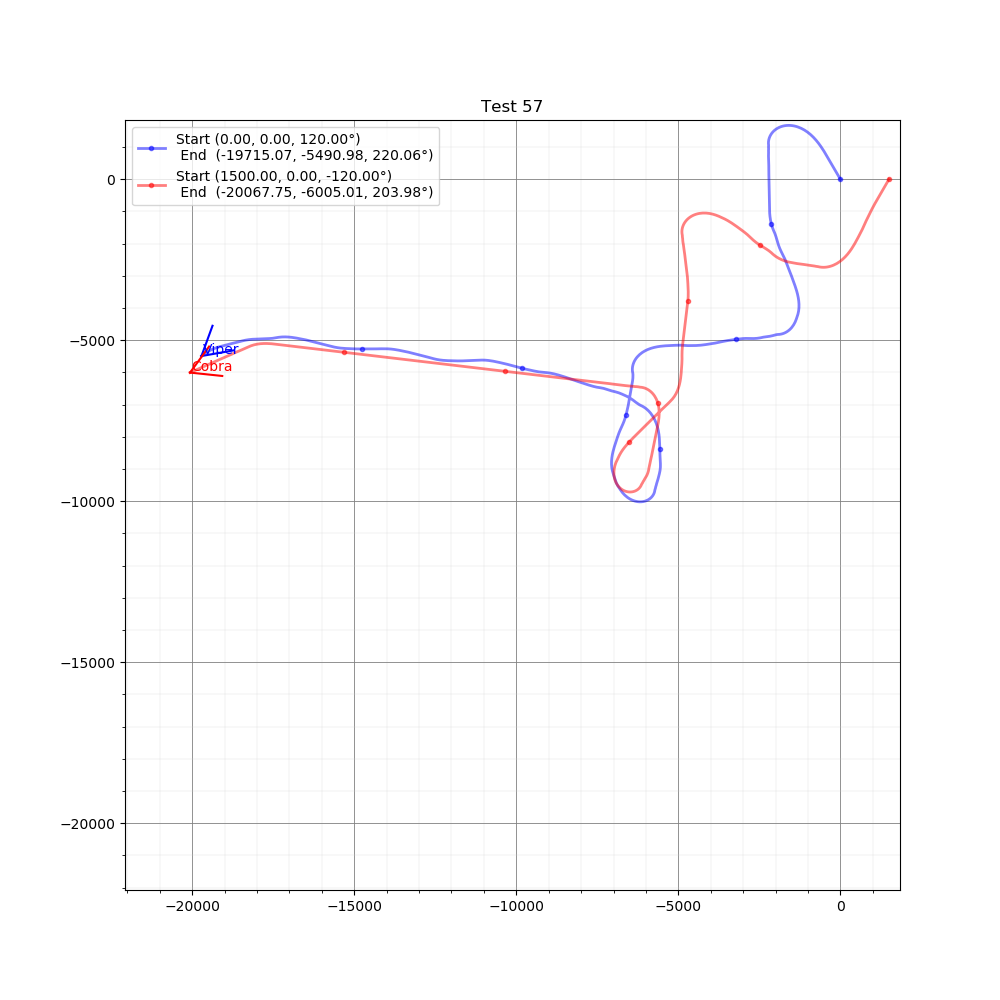 Test 57
Start (0.00, 0.00, 120.00°)
End (-19715.07, -5490.98, 220.06°)
Start (1500.00, 0.00, -120.00°)
End (-20067.75, -6005.01, 203.98°)
0
−5000
−10000
−15000
−20000
Viper
Cobra
−20000 −15000 −10000 −5000 0